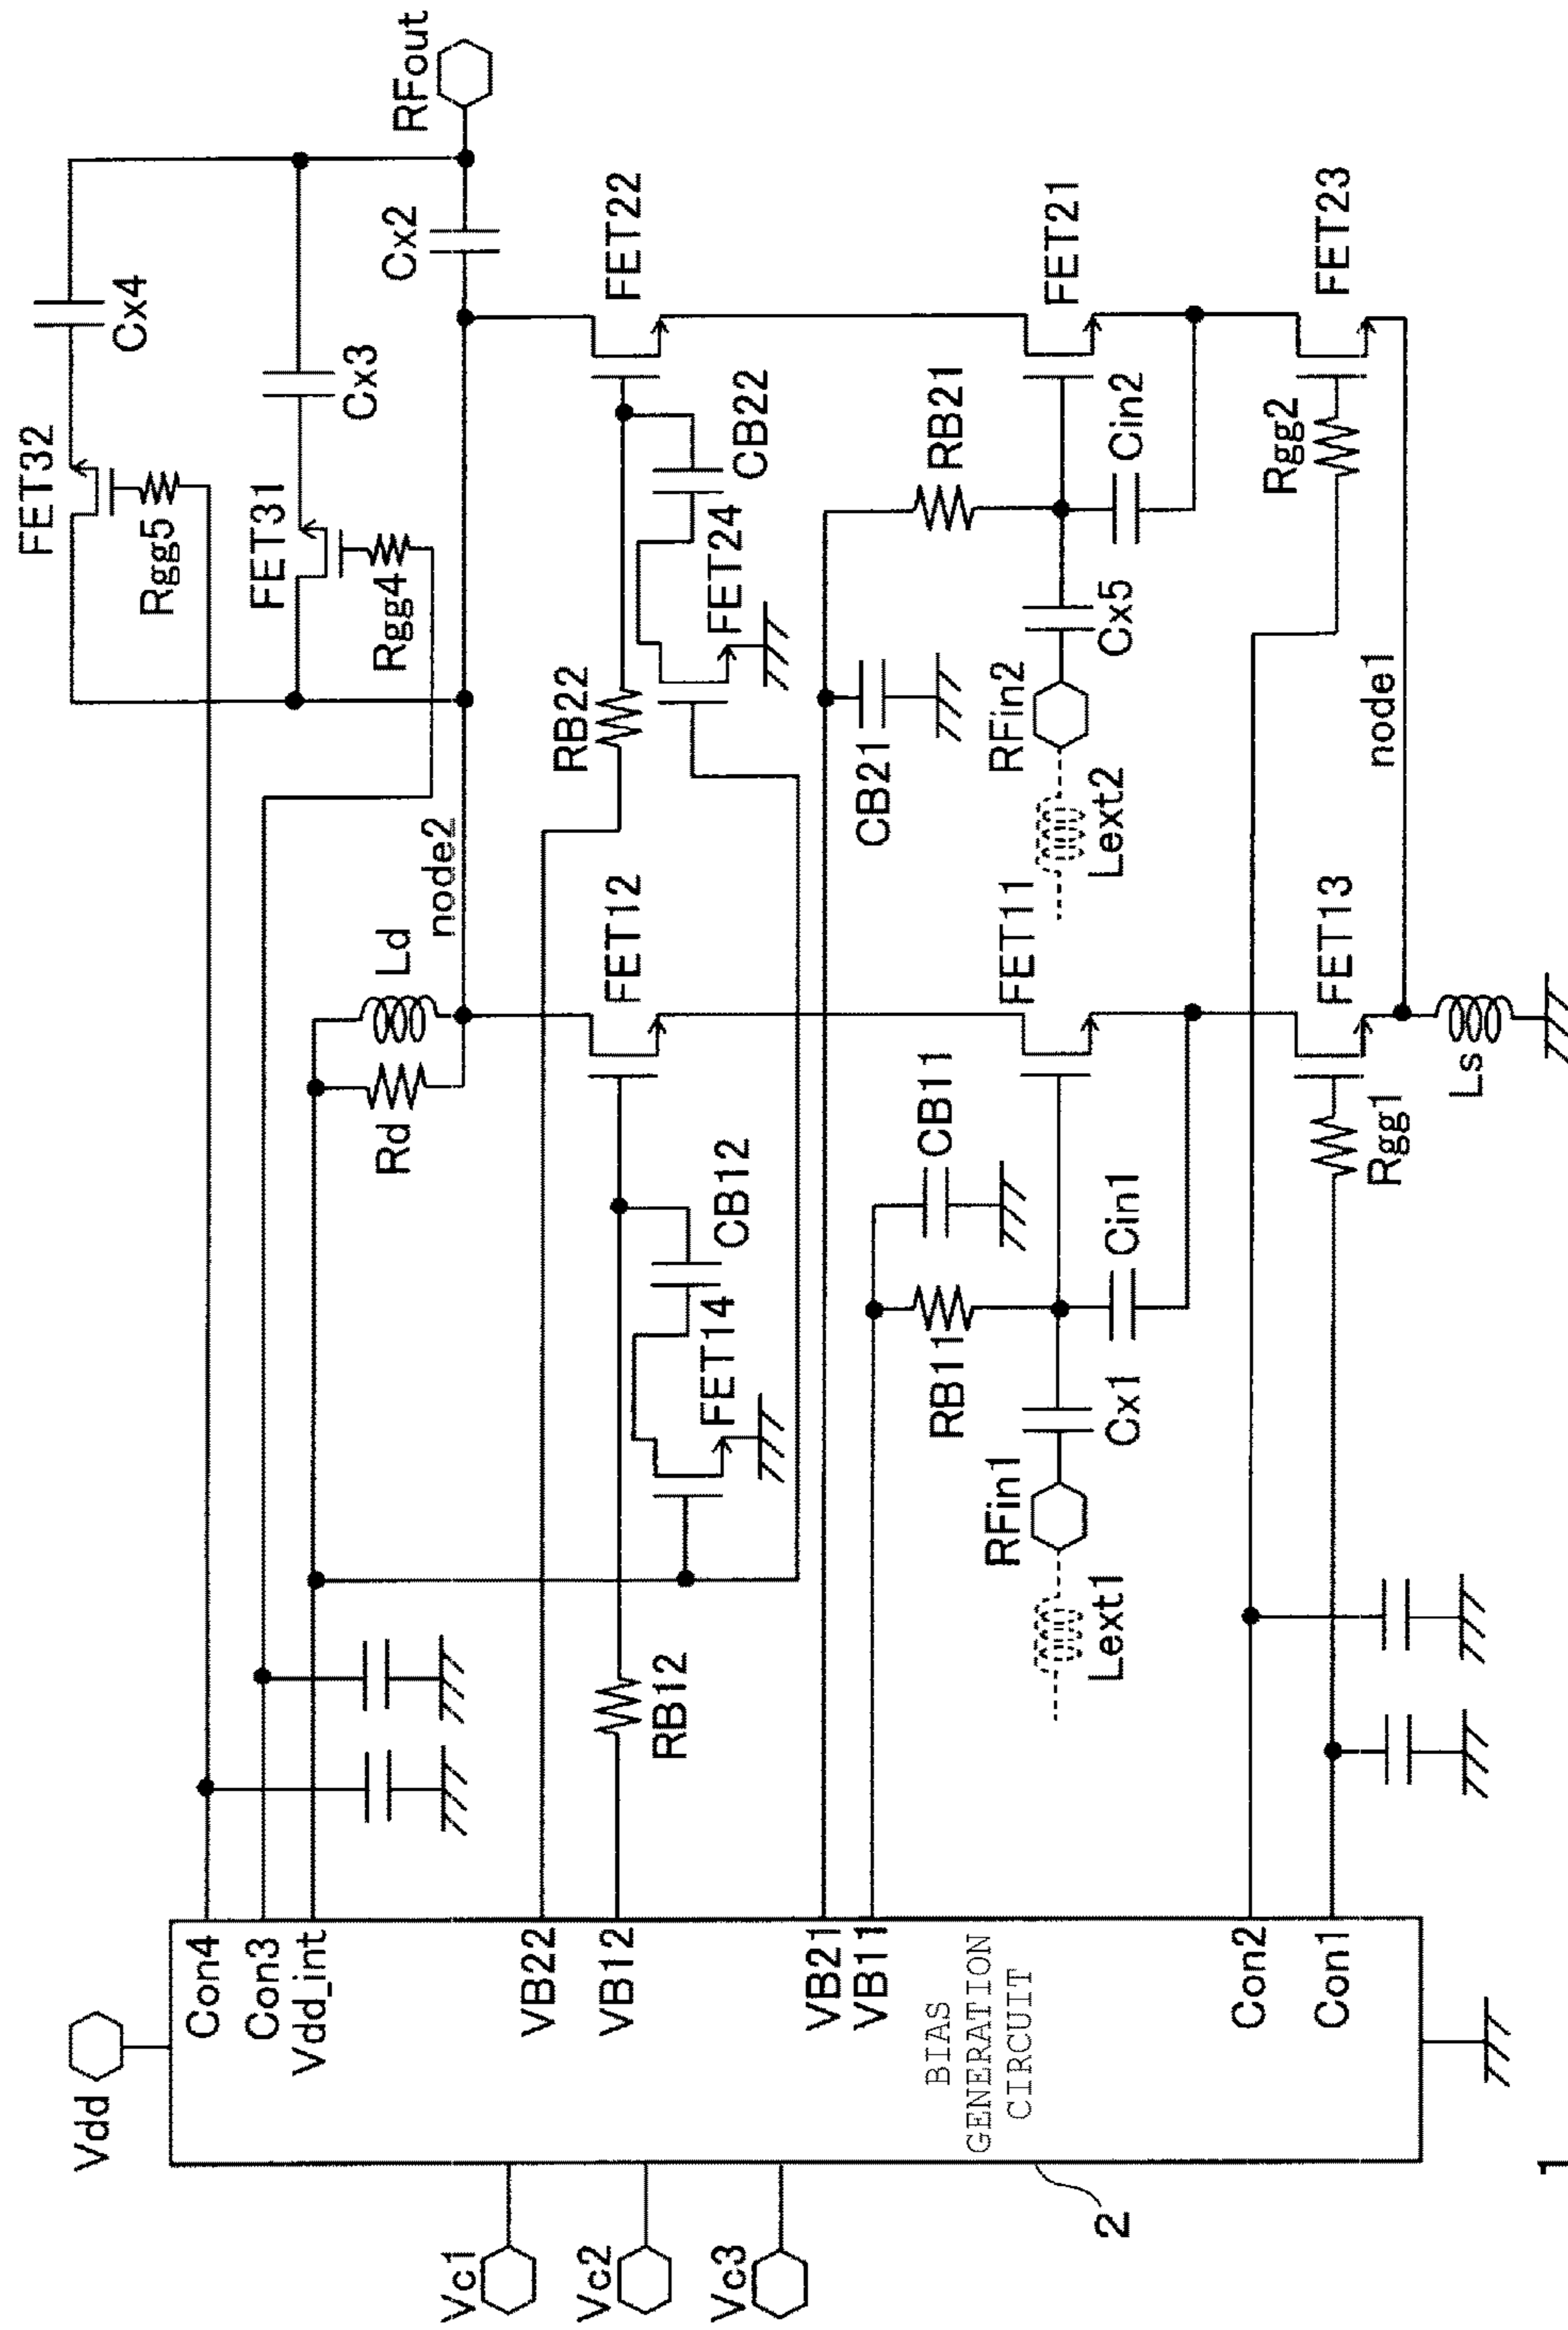 Vdd
Vc1
Vc2
Vc3
2
1
BIAS
GENERATION
CIRCUIT
Con4
Con3
Vdd_int
VB22
VB12
VB21
VB11
Con2
Con1
RB12
FET14
CB12
Rd
Ld
node2
FET12
RB22
FET24
CB22
FET22
FET32
Rgg5
Cx4
FET31
Rgg4
Cx3
Cx2
RFout
Lext1
RFin1
Cx1
RB11
Cin1
CB11
FET11
CB21
Lext2
RFin2
Cx5
RB21
Cin2
FET21
Rgg1
FET13
Ls
node1
Rgg2
FET23